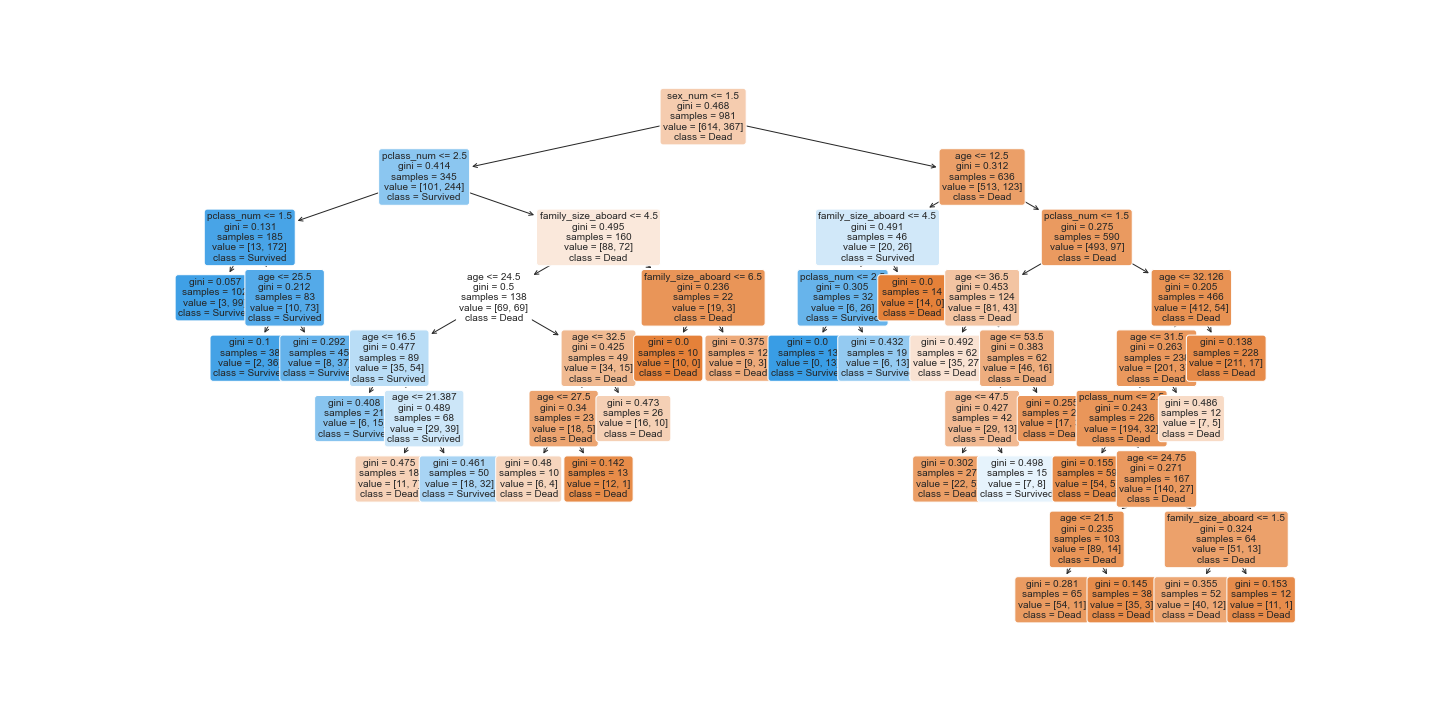 sex_num <= 1.5
gini = 0.468
samples = 981
value = [614, 367]
class = Dead
pclass_num <= 2.5
gini = 0.414
samples = 345
value = [101, 244]
class = Survived
age <= 12.5
gini = 0.312
samples = 636
value = [513, 123]
class = Dead
pclass_num <= 1.5
gini = 0.131
samples = 185
value = [13, 172]
class = Survived
family_size_aboard <= 4.5
gini = 0.495
samples = 160
value = [88, 72]
class = Dead
family_size_aboard <= 4.5
gini = 0.491
samples = 46
value = [20, 26]
class = Survived
pclass_num <= 1.5
gini = 0.275
samples = 590
value = [493, 97]
class = Dead
gini = 0.057
samples = 102
value = [3, 99
class = Survive
age <= 25.5
gini = 0.212
samples = 83
value = [10, 73]
class = Survived
age <= 24.5
gini = 0.5
samples = 138
value = [69, 69]
class = Dead
family_size_aboard <= 6.5
gini = 0.236
samples = 22
value = [19, 3]
class = Dead
pclass_num <= 2
gini = 0.305
samples = 32
value = [6, 26]
class = Survived
gini = 0.0
samples = 14
value = [14, 0]
class = Dead
age <= 36.5
gini = 0.453
samples = 124
value = [81, 43]
class = Dead
age <= 32.126
gini = 0.205
samples = 466
value = [412, 54]
class = Dead
gini = 0.1
samples = 38
value = [2, 36
class = Survive
gini = 0.292
samples = 45
value = [8, 37
class = Survive
age <= 16.5
gini = 0.477
samples = 89
value = [35, 54]
class = Survived
age <= 32.5
gini = 0.425
samples = 49
value = [34, 15]
class = Dead
gini = 0.0
samples = 10
value = [10, 0]
class = Dead
gini = 0.375
samples = 12
value = [9, 3]
class = Dead
gini = 0.0
samples = 13
value = [0, 13
class = Survive
gini = 0.432
samples = 19
value = [6, 13]
class = Survived
gini = 0.492
samples = 62
value = [35, 27
class = Dead
age <= 53.5
gini = 0.383
samples = 62
value = [46, 16]
class = Dead
age <= 31.5
gini = 0.263
samples = 23
value = [201, 3
class = Dead
gini = 0.138
samples = 228
value = [211, 17]
class = Dead
gini = 0.408
samples = 21
value = [6, 15
class = Survive
age <= 21.387
gini = 0.489
samples = 68
value = [29, 39]
class = Survived
age <= 27.5
gini = 0.34
samples = 23
value = [18, 5]
class = Dead
gini = 0.473
samples = 26
value = [16, 10]
class = Dead
age <= 47.5
gini = 0.427
samples = 42
value = [29, 13]
class = Dead
gini = 0.255
samples = 2
value = [17,
class = Dead
pclass_num <= 2
gini = 0.243
samples = 226
value = [194, 32]
class = Dead
gini = 0.486
samples = 12
value = [7, 5]
class = Dead
gini = 0.475
samples = 18
value = [11, 7
class = Dead
gini = 0.461
samples = 50
value = [18, 32]
class = Survived
gini = 0.48
samples = 10
value = [6, 4]
class = Dead
gini = 0.142
samples = 13
value = [12, 1]
class = Dead
gini = 0.302
samples = 27
value = [22, 5
class = Dead
gini = 0.498
samples = 15
value = [7, 8]
class = Survived
gini = 0.155
samples = 59
value = [54, 5
class = Dead
age <= 24.75
gini = 0.271
samples = 167
value = [140, 27]
class = Dead
age <= 21.5
gini = 0.235
samples = 103
value = [89, 14]
class = Dead
family_size_aboard <= 1.5
gini = 0.324
samples = 64
value = [51, 13]
class = Dead
gini = 0.281
samples = 65
value = [54, 11]
class = Dead
gini = 0.145
samples = 38
value = [35, 3]
class = Dead
gini = 0.355
samples = 52
value = [40, 12]
class = Dead
gini = 0.153
samples = 12
value = [11, 1]
class = Dead